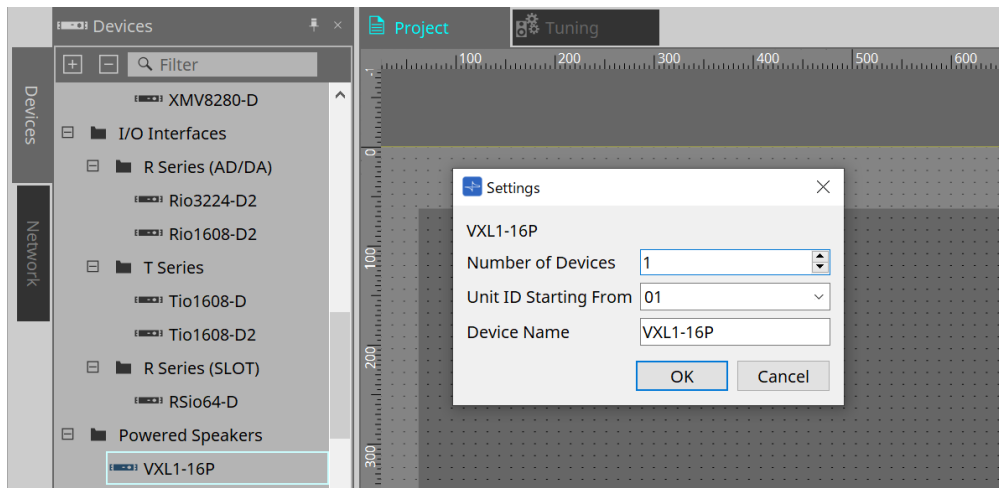 Devices
Filter
XMV8280-D
I/O Interfaces
R Series (AD/DA)
Rio3224-D2
Rio1608-D2
T Series
Tio1608-D
Tio1608-D2
R Series (SLOT)
RSio64-D
Powered Speakers
VXL1-16P
Devices
Network
Project
Tuning
100
200
300
400
500
600
0
100
200
300
Settings
VXL1-16P
Number of Devices 1
Unit ID Starting From 01
Device Name VXL1-16P
OK Cancel